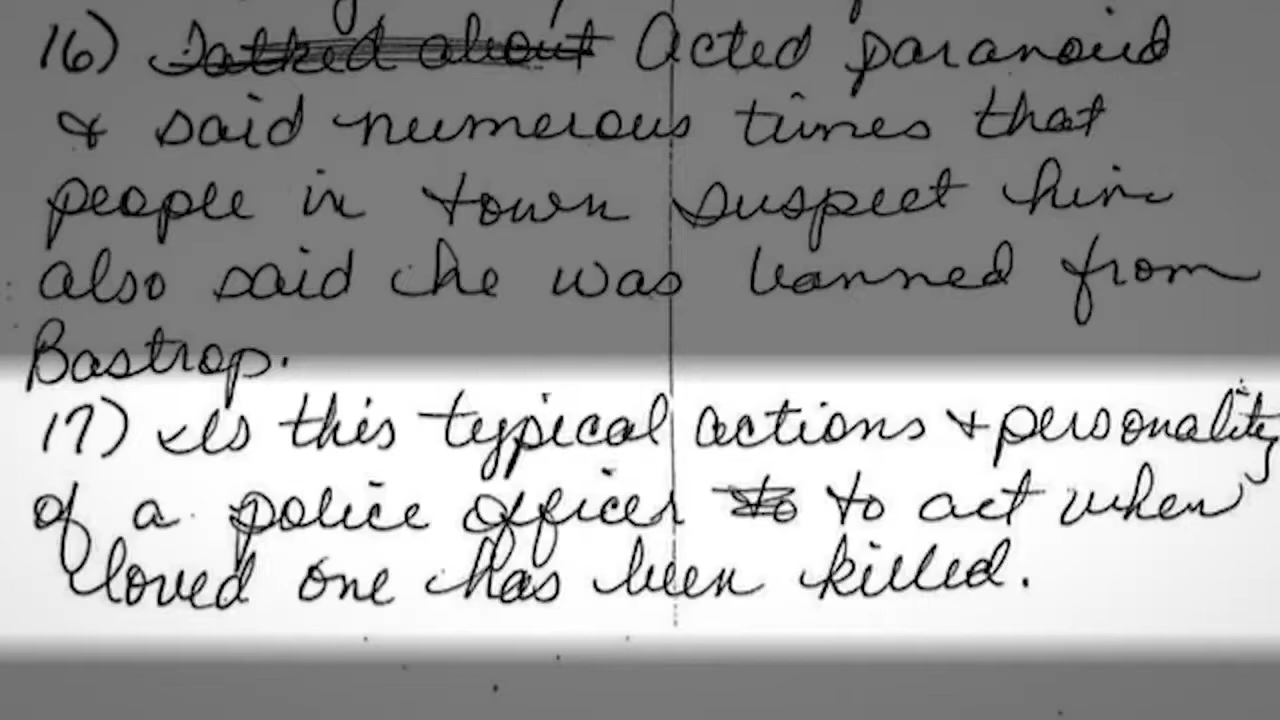 16) Talked about Acted paranoid
& said numerous times that
people in town suspect him
also said he was banned from
Bastrop.
17) Is this typical actions & personality
of a police officer to to act when
loved one has been killed.